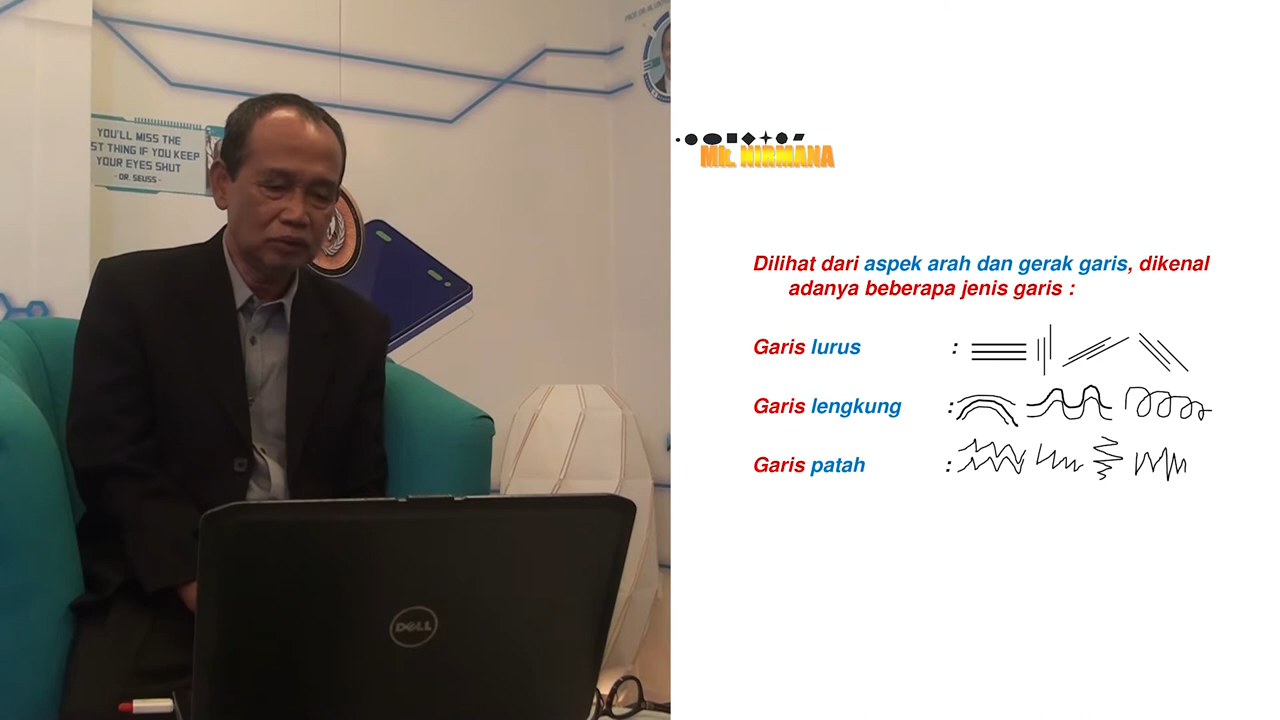 YOU'LL MISS THE
ST THING IF YOU KEEP
YOUR EYES SHUT
- DR. SEUSS -
DELL
Mk. NIRMANA
Dilihat dari aspek arah dan gerak garis, dikenal
adanya beberapa jenis garis :
Garis lurus :
Garis lengkung :
Garis patah :